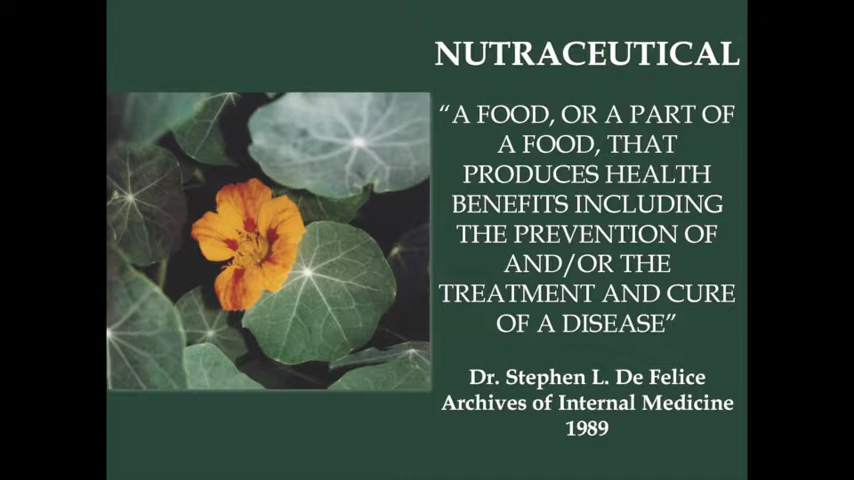 NUTRACEUTICAL
“A FOOD, OR A PART OF
A FOOD, THAT
PRODUCES HEALTH
BENEFITS INCLUDING
THE PREVENTION OF
AND/OR THE
TREATMENT AND CURE
OF A DISEASE”
Dr. Stephen L. De Felice
Archives of Internal Medicine
1989